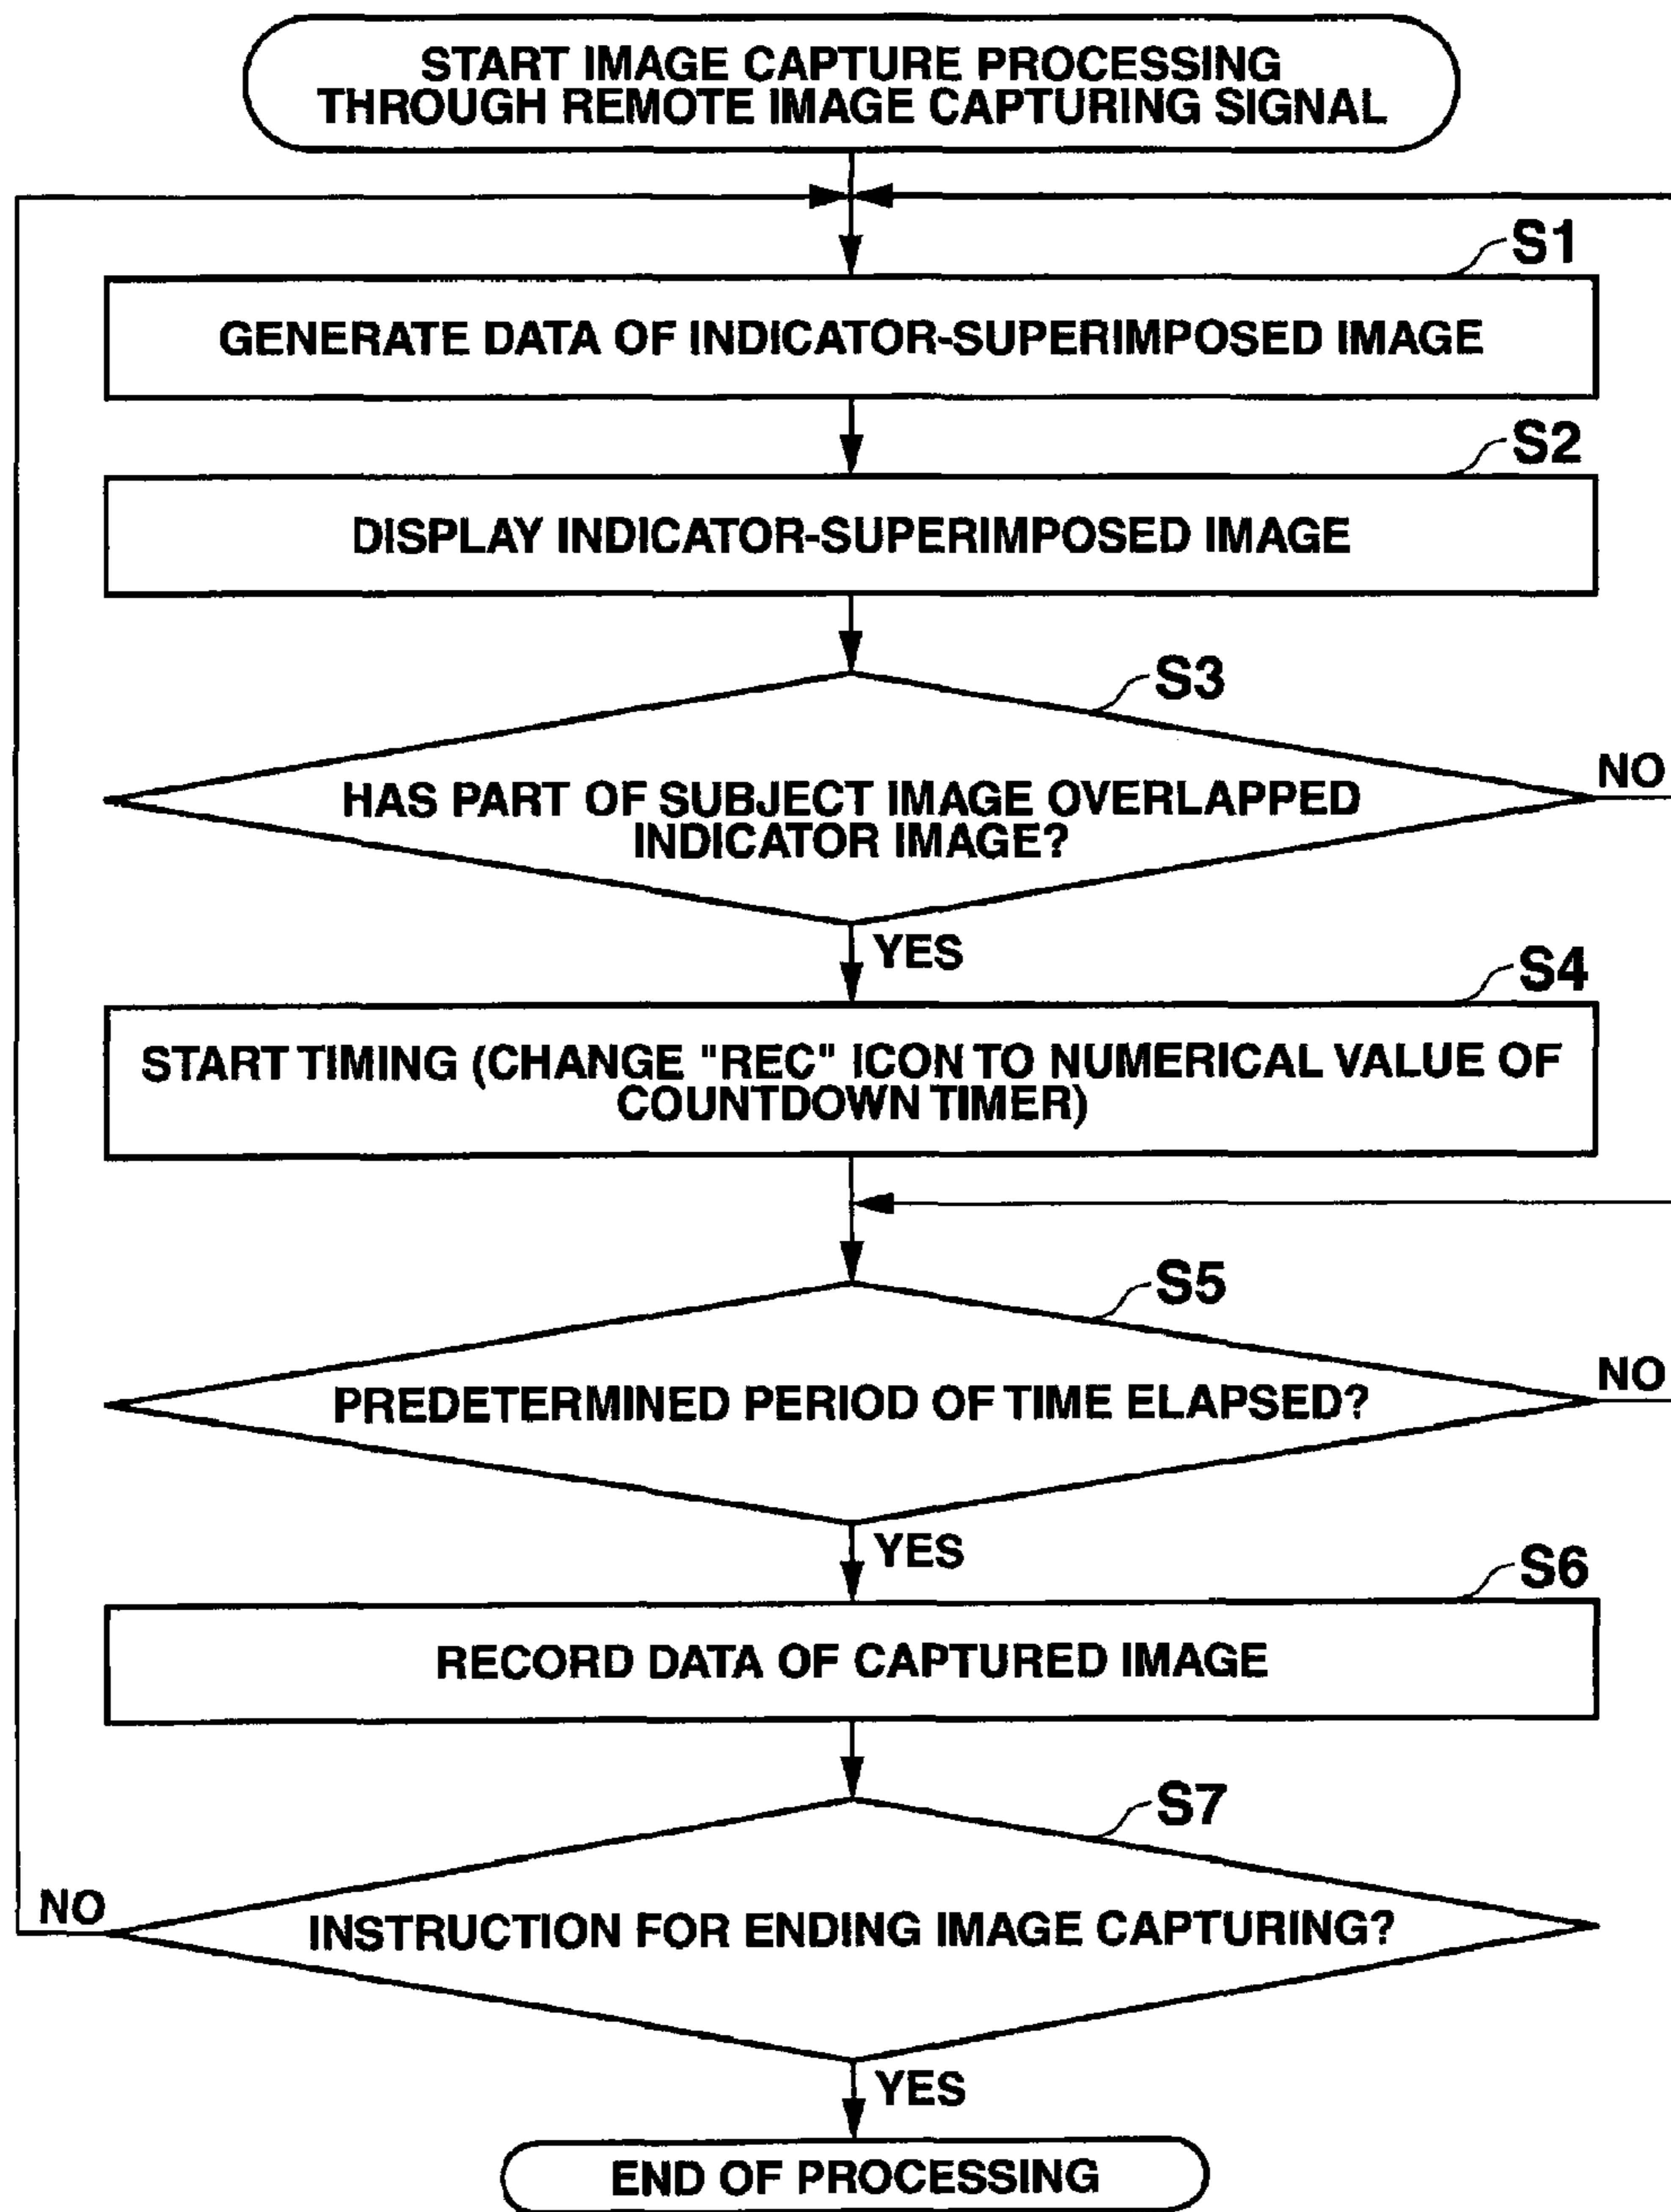 START IMAGE CAPTURE PROCESSING
THROUGH REMOTE IMAGE CAPTURING SIGNAL
S1
GENERATE DATA OF INDICATOR-SUPERIMPOSED IMAGE
S2
DISPLAY INDICATOR-SUPERIMPOSED IMAGE
S3
NO
HAS PART OF SUBJECT IMAGE OVERLAPPED
INDICATOR IMAGE?
YES
S4
START TIMING (CHANGE "REC" ICON TO NUMERICAL VALUE OF
COUNTDOWN TIMER)
S5
NO
PREDETERMINED PERIOD OF TIME ELAPSED?
YES
S6
RECORD DATA OF CAPTURED IMAGE
S7
NO
INSTRUCTION FOR ENDING IMAGE CAPTURING?
YES
END OF PROCESSING